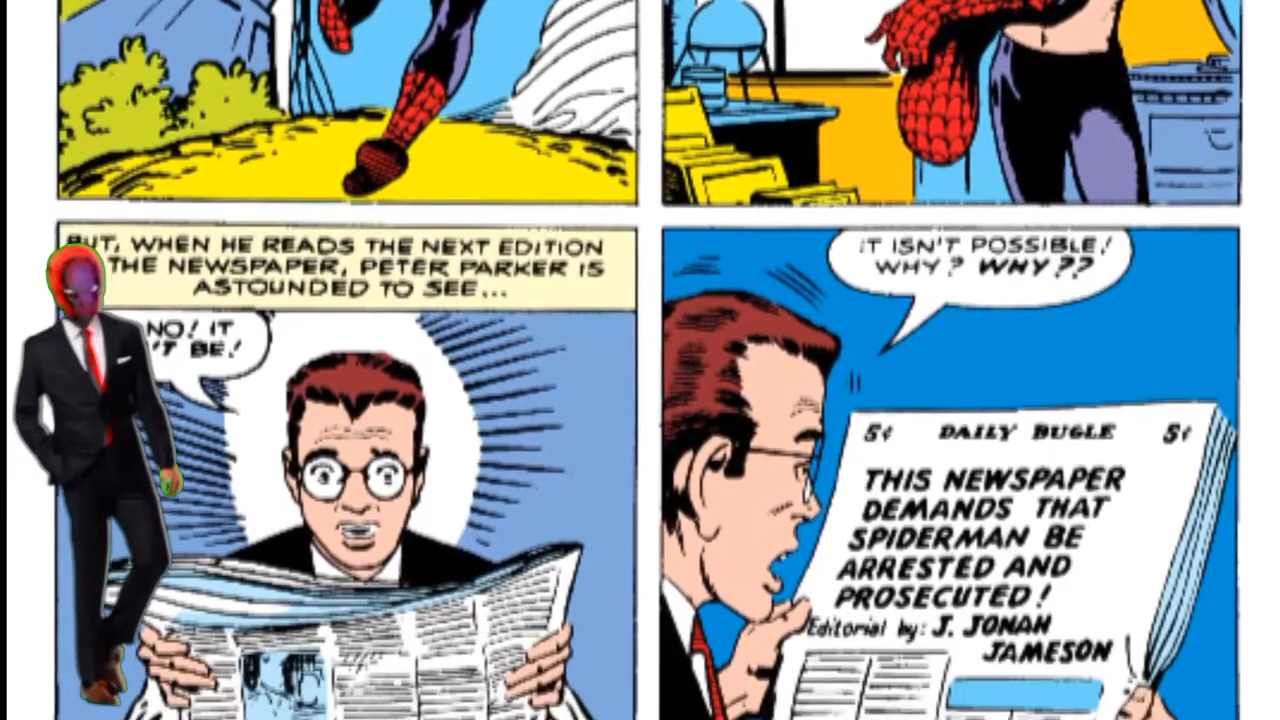 BUT, WHEN HE READS THE NEXT EDITION
THE NEWSPAPER, PETER PARKER IS
ASTOUNDED TO SEE...
NO! IT
'T BE!
IT ISN'T POSSIBLE!
WHY? WHY??
5¢ DAILY BUGLE 5¢
THIS NEWSPAPER
DEMANDS THAT
SPIDERMAN BE
ARRESTED AND
PROSECUTED!
Editorial by: J. JONAH
JAMESON